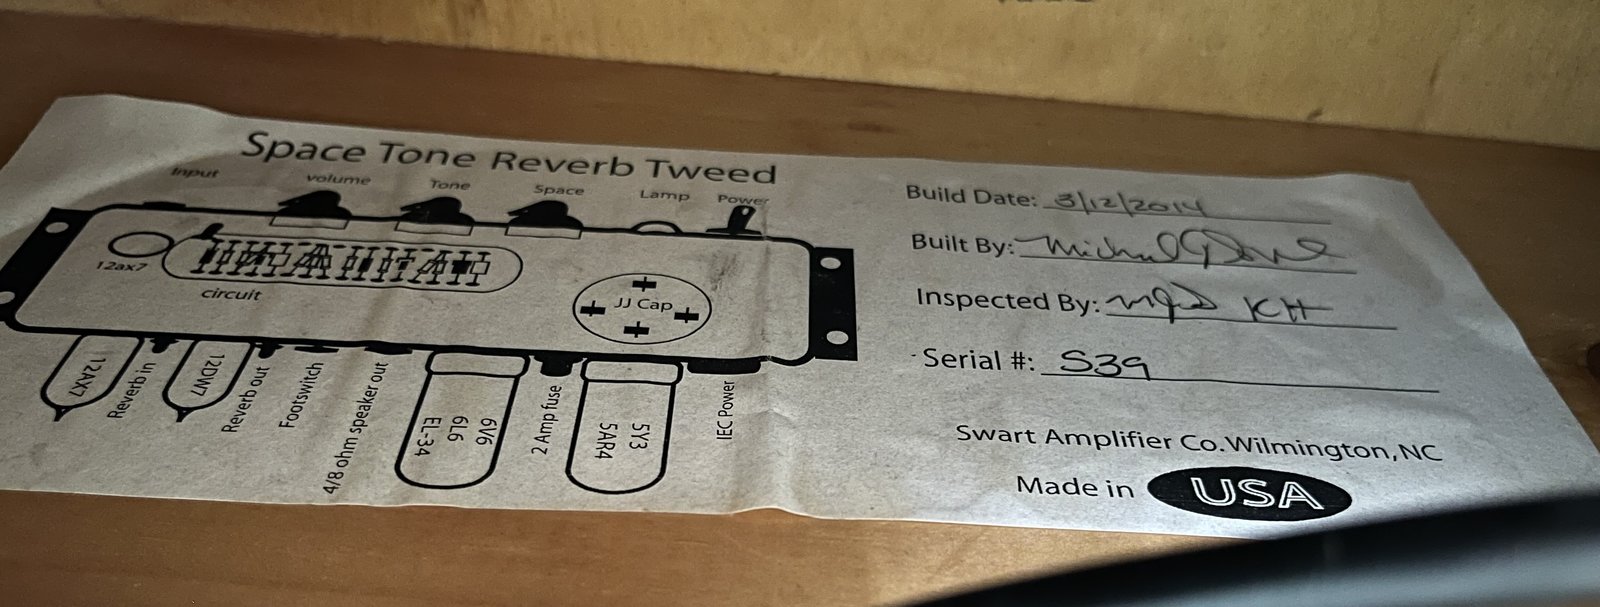 Space Tone Reverb Tweed
Input
volume
Tone
Space
Lamp
Power
12ax7
circuit
JJ Cap
12AX7
Reverb in
12DW7
Reverb out
Footswitch
4/8 ohm speaker out
6V6
6L6
EL-34
2 Amp fuse
5Y3
5AR4
IEC Power
Build Date: 3/12/2014
Built By: Michael
Inspected By: KH
Serial #: S39
Swart Amplifier Co. Wilmington, NC
Made in USA